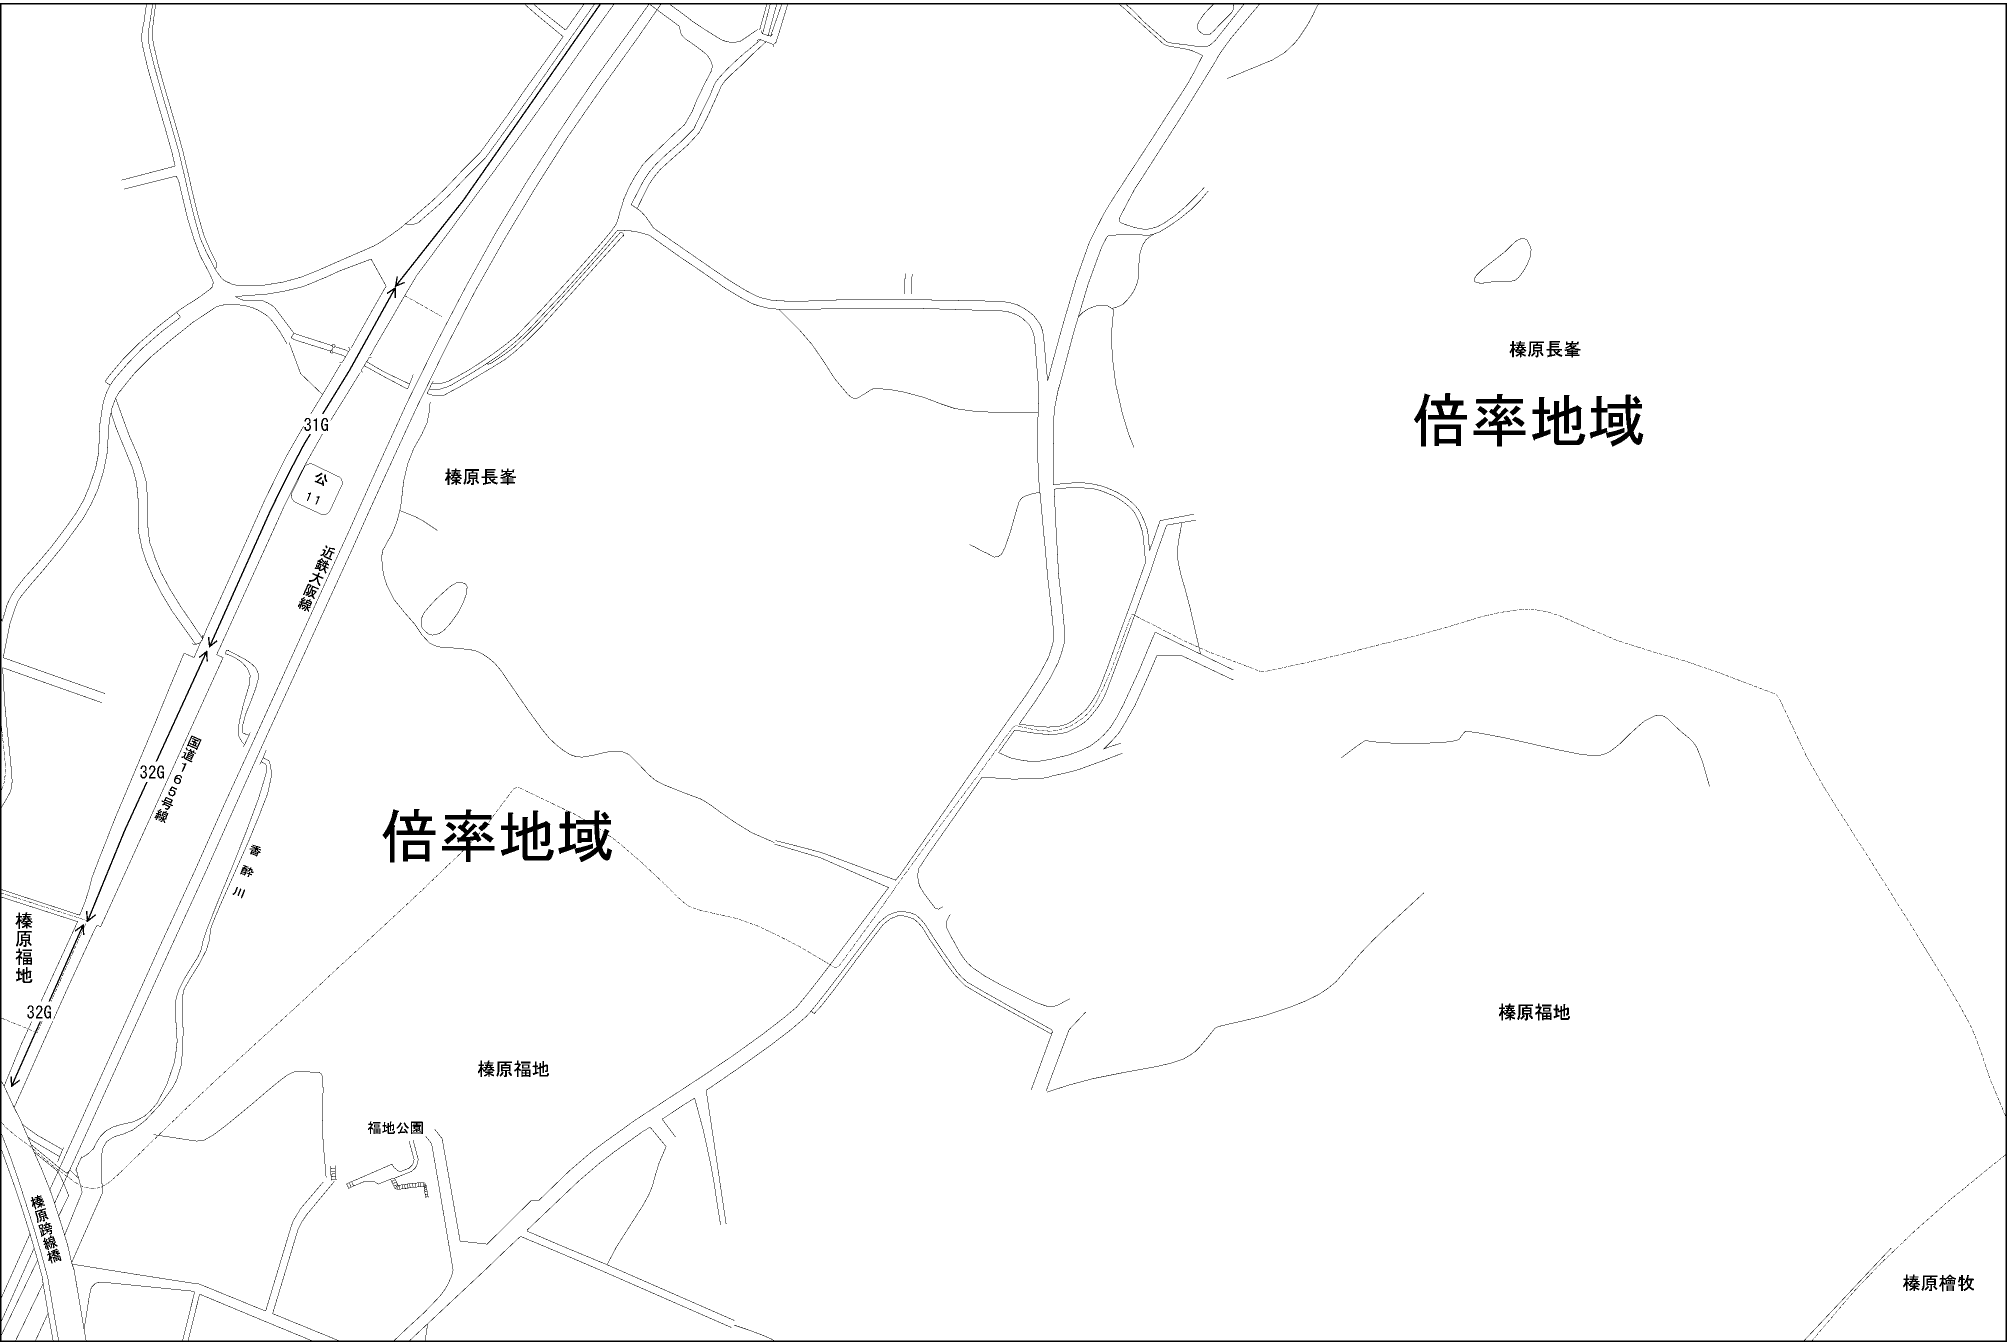 榛原長峯
倍率地域
31G
公
11
榛原長峯
近鉄大阪線
国道165号線
32G
倍率地域
香酔川
榛原福地
32G
榛原福地
榛原福地
福地公園
榛原跨線橋
榛原檜牧